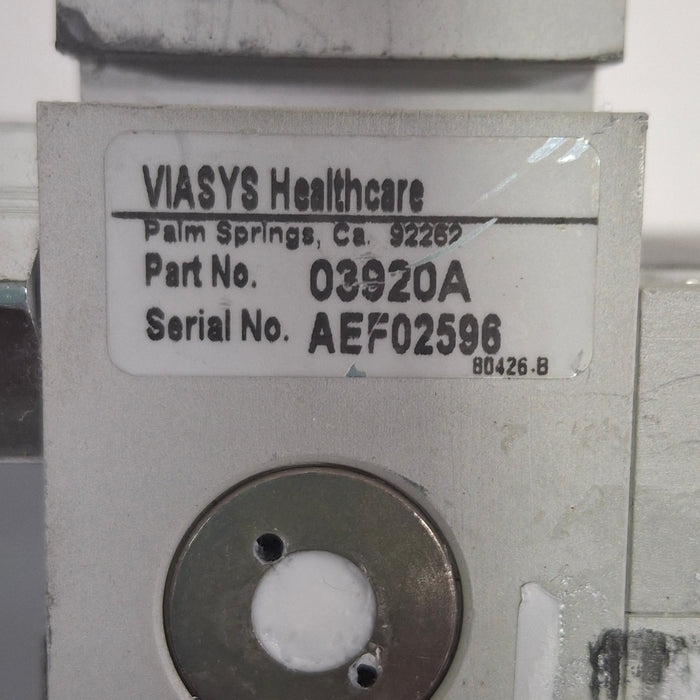 VIASYS Healthcare
Palm Springs, Ca. 92262
Part No. 03920A
Serial No. AEF02596
80426-B